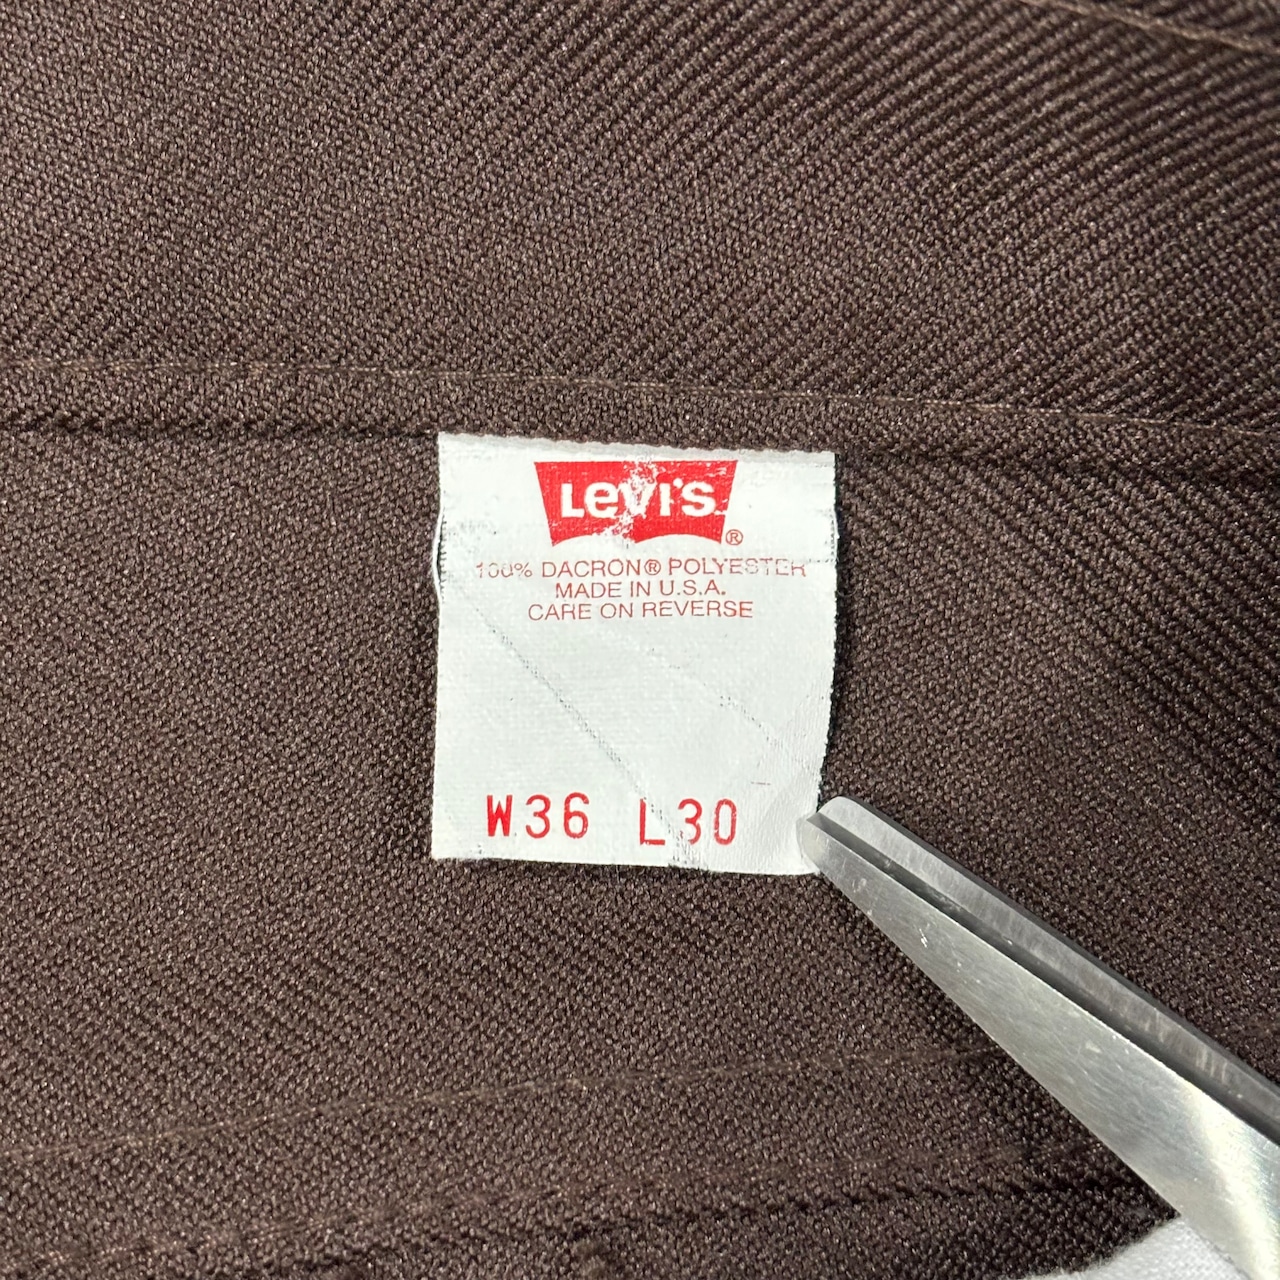 LEVI'S®
100% DACRON® POLYESTER
MADE IN U.S.A.
CARE ON REVERSE
W36 L30